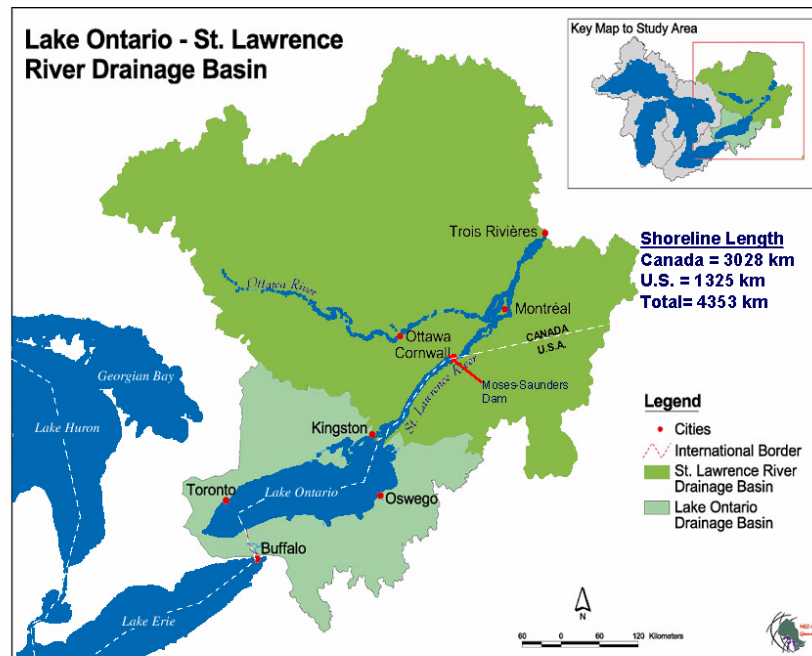 Lake Ontario - St. Lawrence
River Drainage Basin
Key Map to Study Area
Trois Rivières
Shoreline Length
Canada = 3028 km
U.S. = 1325 km
Total= 4353 km
Ottawa River
Montréal
Ottawa
Cornwall
CANADA
U.S.A.
St. Lawrence River
Moses-Saunders
Dam
Georgian Bay
Lake Huron
Kingston
Toronto
Lake Ontario
Oswego
Buffalo
Lake Erie
Legend
Cities
International Border
St. Lawrence River
Drainage Basin
Lake Ontario
Drainage Basin
N
60 0 60 120 Kilometers